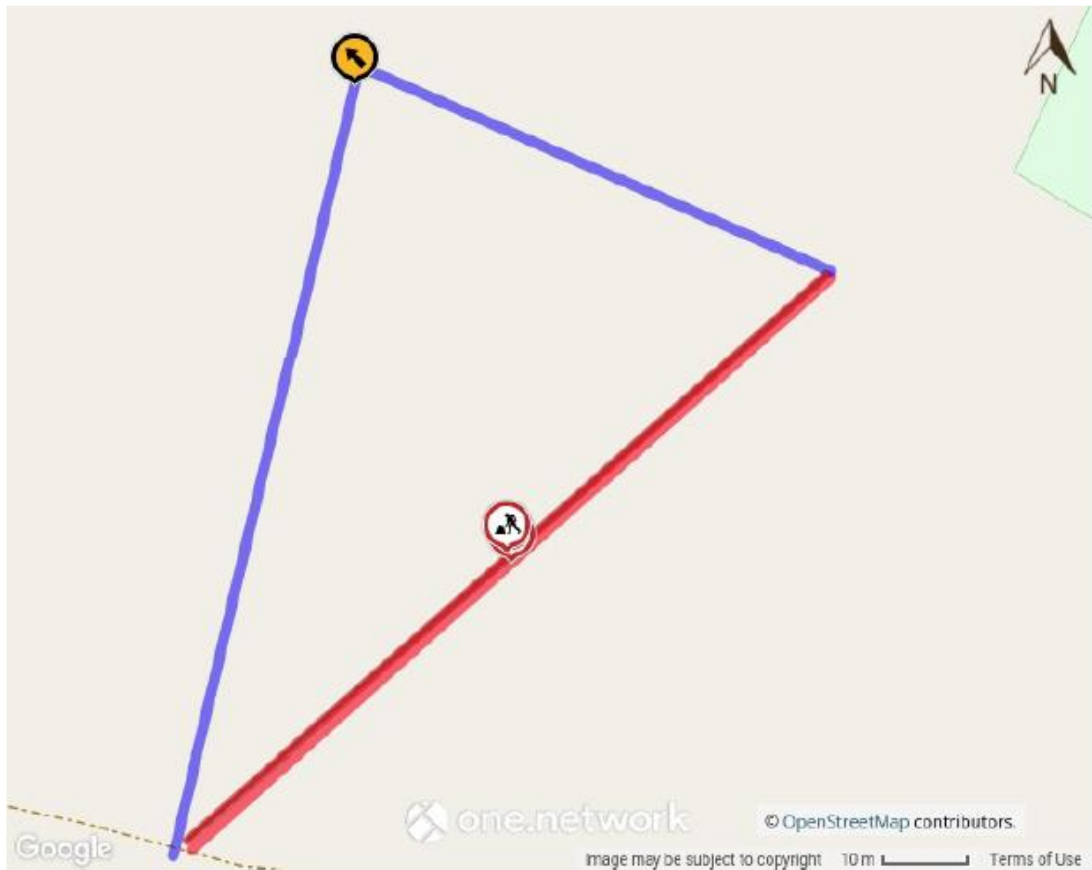 N
one.network
© OpenStreetMap contributors.
Google
Image may be subject to copyright 10 m Terms of Use